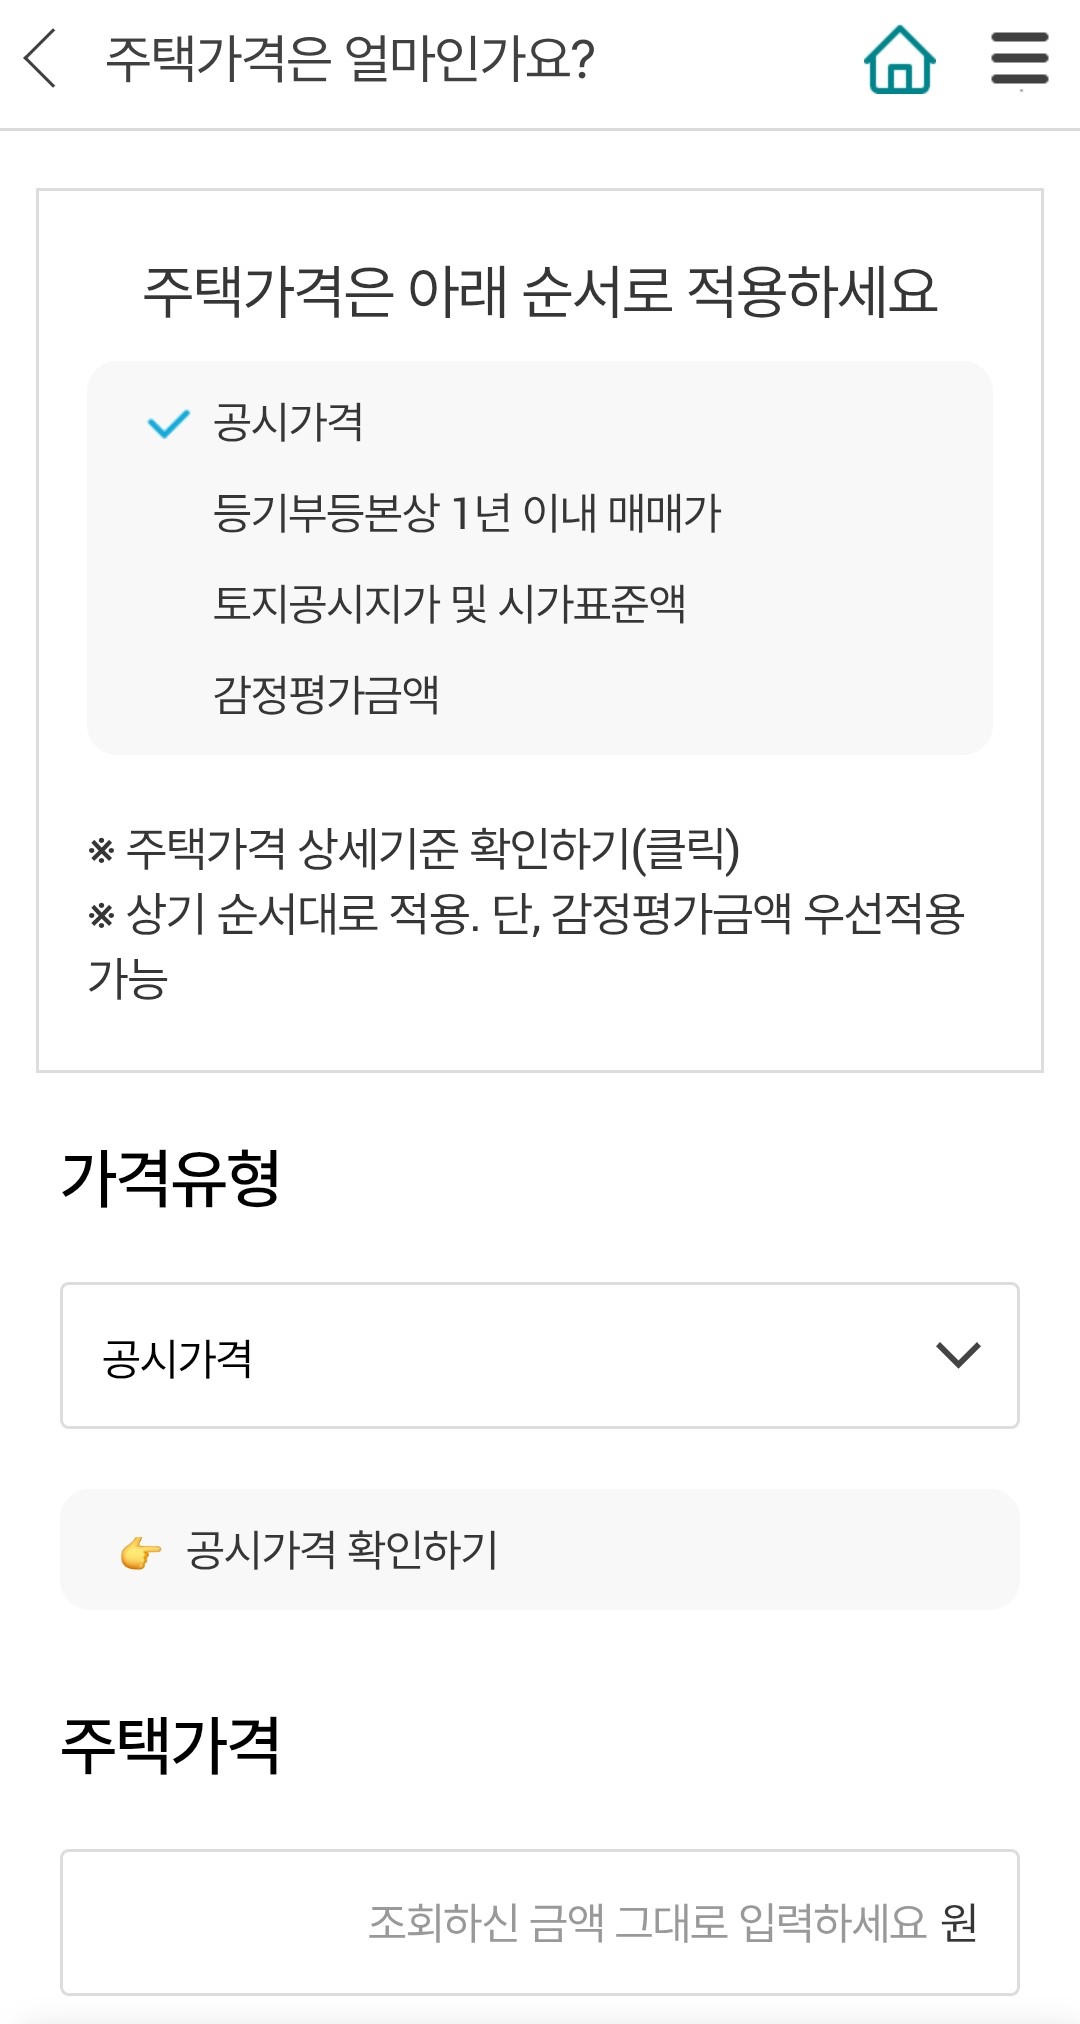 주택가격은 얼마인가요?
주택가격은 아래 순서로 적용하세요
공시가격
등기부등본상 1년 이내 매매가
토지공시지가 및 시가표준액
감정평가금액
※ 주택가격 상세기준 확인하기(클릭)
※ 상기 순서대로 적용. 단, 감정평가금액 우선적용
가능
가격유형
공시가격
👉 공시가격 확인하기
주택가격
조회하신 금액 그대로 입력하세요 원